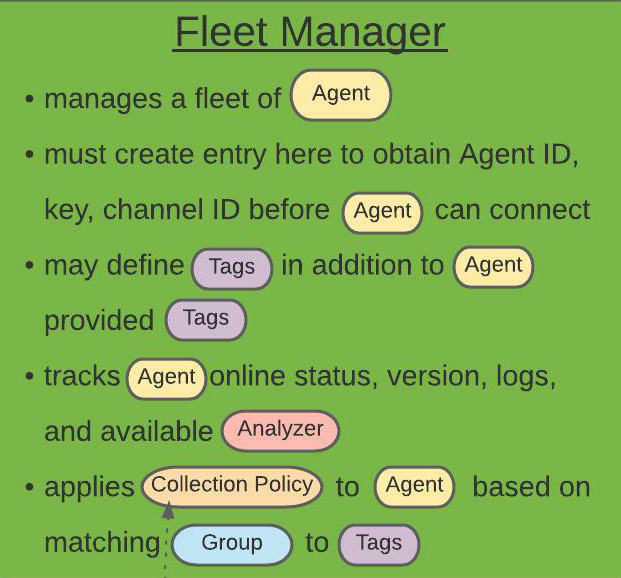 Fleet Manager
• manages a fleet of Agent
• must create entry here to obtain Agent ID,
key, channel ID before Agent can connect
• may define Tags in addition to Agent
provided Tags
• tracks Agent online status, version, logs,
and available Analyzer
• applies Collection Policy to Agent based on
matching Group to Tags